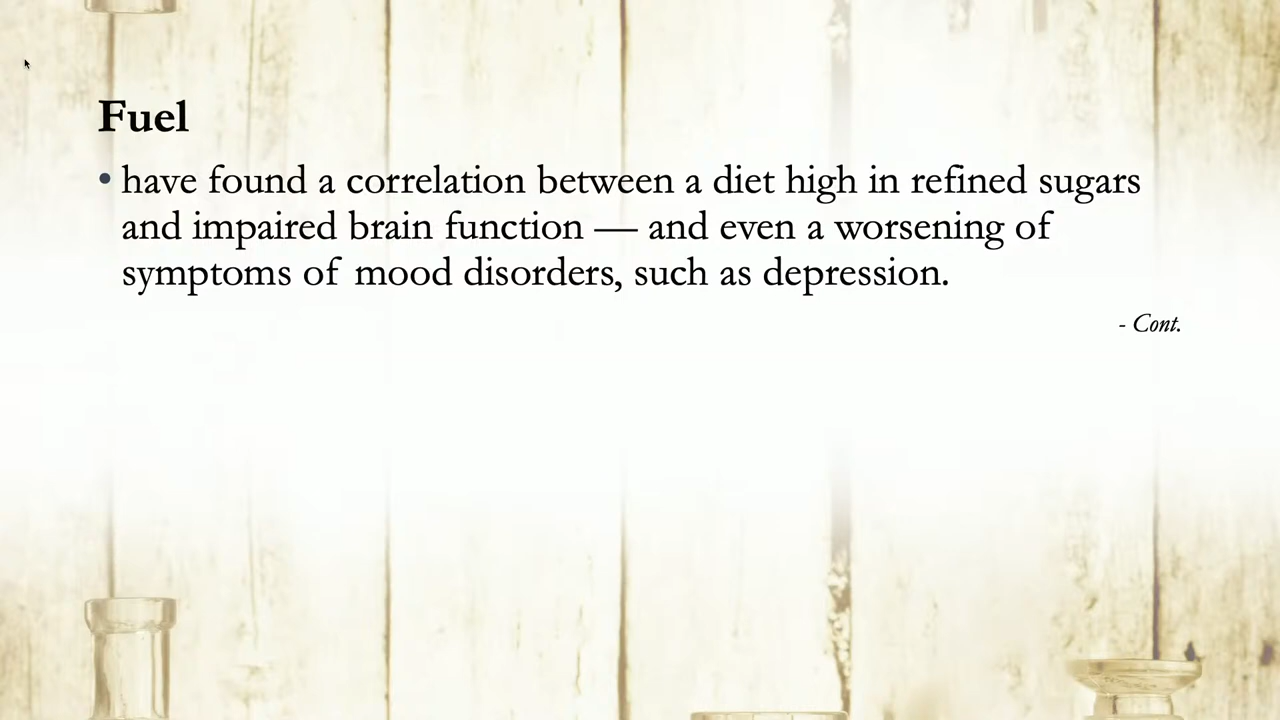 Fuel
• have found a correlation between a diet high in refined sugars
and impaired brain function — and even a worsening of
symptoms of mood disorders, such as depression.
- Cont.